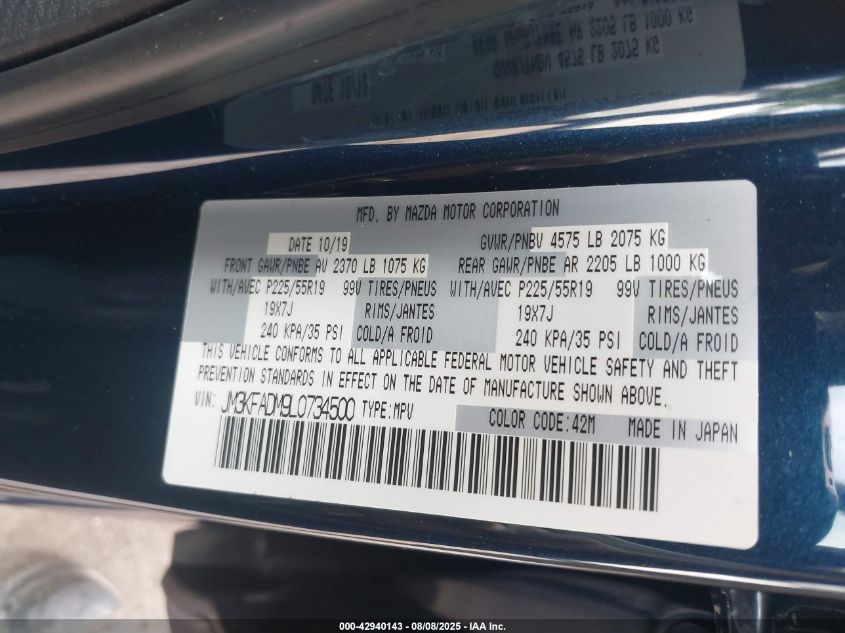 MFD. BY MAZDA MOTOR CORPORATION
DATE 10/19 GVWR/PNBV 4575 LB 2075 KG
FRONT GAWR/PNBE AV 2370 LB 1075 KG REAR GAWR/PNBE AR 2205 LB 1000 KG
WITH/AVEC P225/55R19 99V TIRES/PNEUS WITH/AVEC P225/55R19 99V TIRES/PNEUS
19X7J RIMS/JANTES 19X7J RIMS/JANTES
240 KPA/35 PSI COLD/A FROID 240 KPA/35 PSI COLD/A FROID
THIS VEHICLE CONFORMS TO ALL APPLICABLE FEDERAL MOTOR VEHICLE SAFETY AND THEFT
PREVENTION STANDARDS IN EFFECT ON THE DATE OF MANUFACTURE SHOWN ABOVE.
VIN: JM3KFADM9L0734500 TYPE:MPV COLOR CODE:42M MADE IN JAPAN
000-42940143 - 08/08/2025 - IAA Inc.